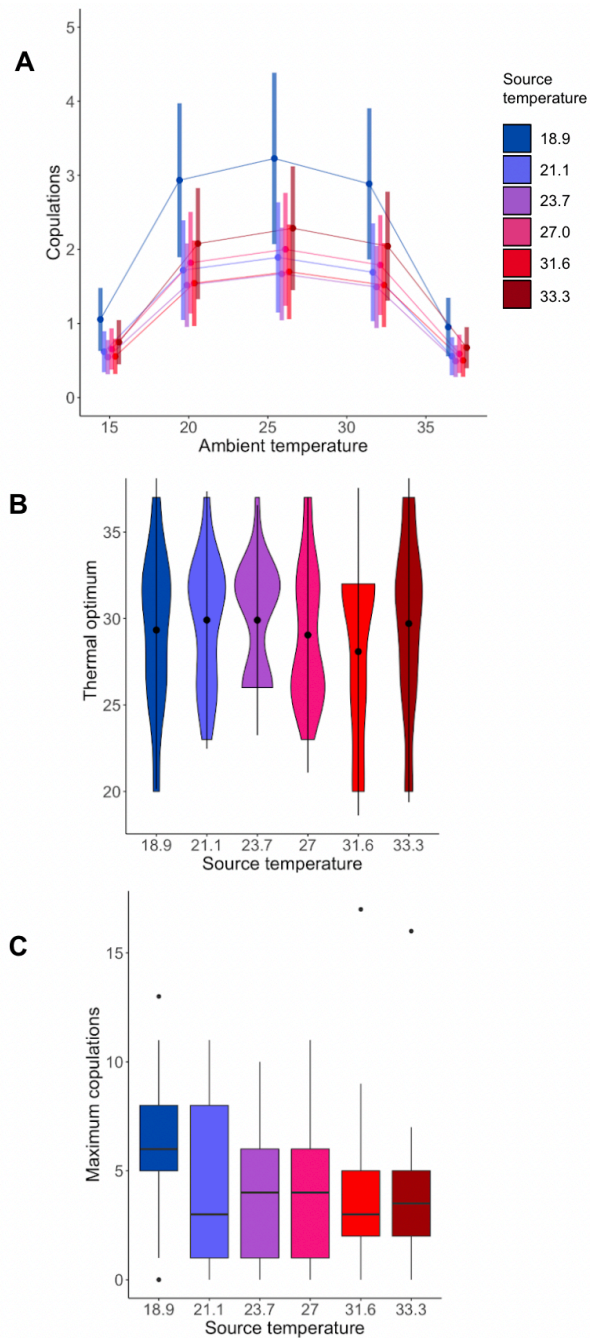 A
5
4
3
2
1
0
Copulations
15 20 25 30 35
Ambient temperature
Source
temperature
18.9
21.1
23.7
27.0
31.6
33.3
B
35
30
25
20
Thermal optimum
18.9 21.1 23.7 27 31.6 33.3
Source temperature
C
15
10
5
0
Maximum copulations
18.9 21.1 23.7 27 31.6 33.3
Source temperature